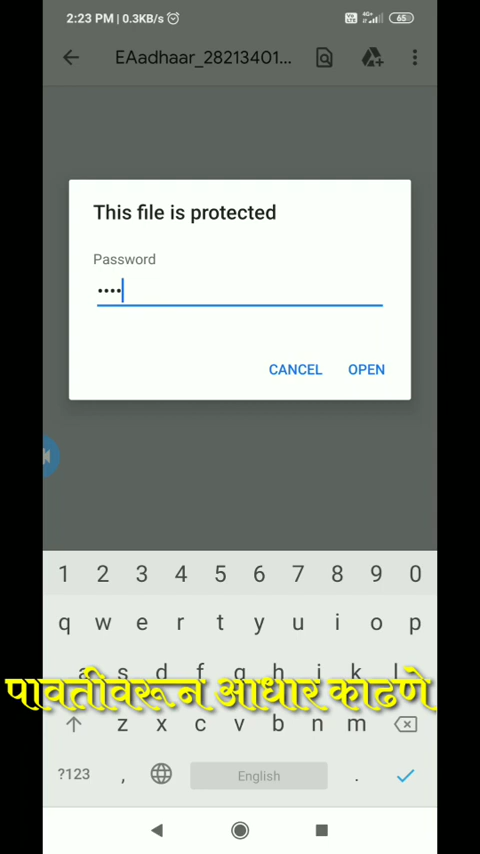 2:23 PM | 0.3KB/s
4G+
65
EAadhaar_28213401...
This file is protected
Password
••••
CANCEL OPEN
1 2 3 4 5 6 7 8 9 0
q w e r t y u i o p
a s d f g h j k l
पावतीवरून आधार काढणे
z x c v b n m
?123 , English .